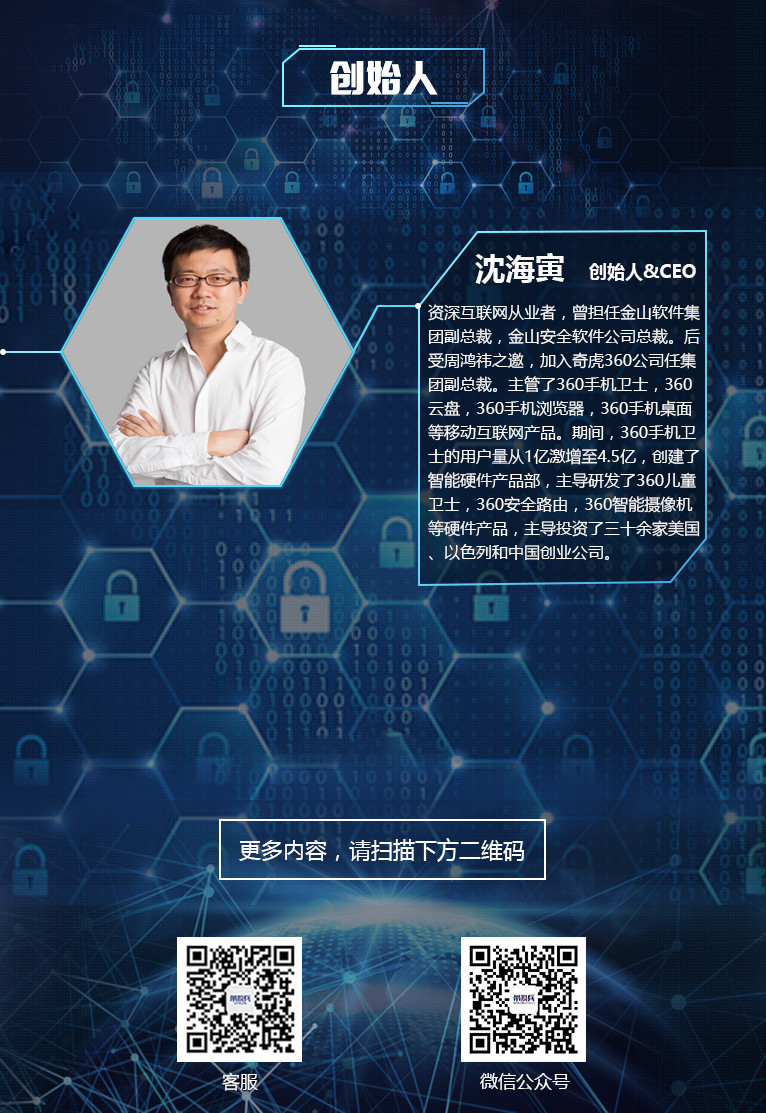 创始人
沈海寅 创始人&CEO
资深互联网从业者，曾担任金山软件集
团副总裁，金山安全软件公司总裁。后
受周鸿祎之邀，加入奇虎360公司任集
团副总裁。主管了360手机卫士，360
云盘，360手机浏览器，360手机桌面
等移动互联网产品。期间，360手机卫
士的用户量从1亿激增至4.5亿，创建了
智能硬件产品部，主导研发了360儿童
卫士，360安全路由，360智能摄像机
等硬件产品，主导投资了三十余家美国
、以色列和中国创业公司。
更多内容，请扫描下方二维码
客服
微信公众号